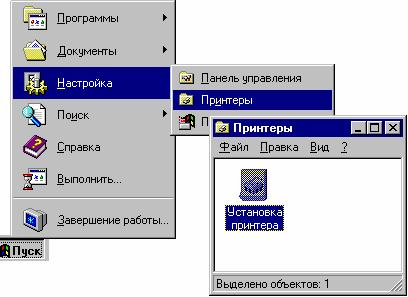 Программы
Документы
Настройка
Поиск
Справка
Выполнить...
Завершение работы...
Пуск
Панель управления
Принтеры
П
Принтеры
Файл Правка Вид ?
Установка
принтера
Выделено объектов: 1